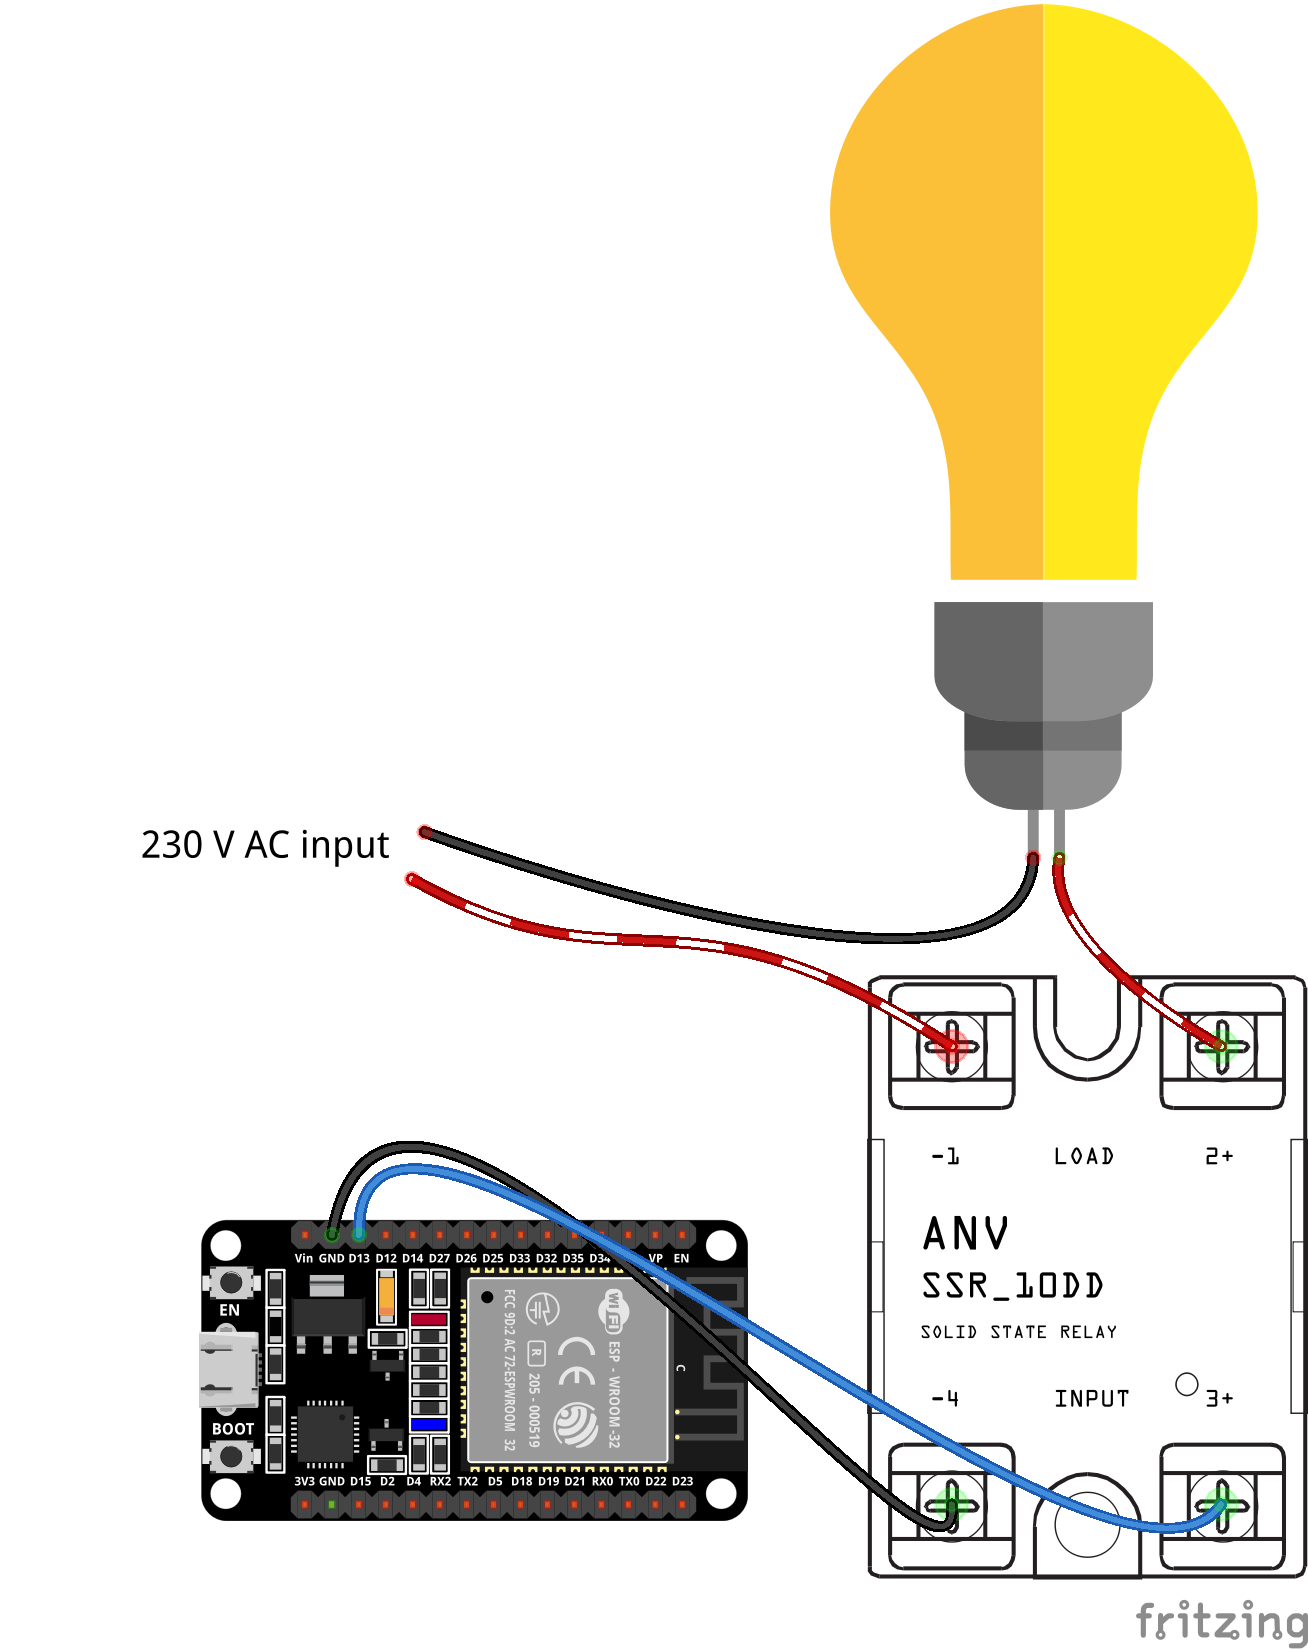 230 V AC input
-1 LOAD 2+
ANV
SSR_10DD
SOLID STATE RELAY
-4 INPUT 3+
Vin GND D13 D12 D14 D27 D26 D25 D33 D32 D35 D34 VP EN
EN
BOOT
FCC 9D:2 AC72-ESPWROOM 32
R
205-000519
CE
WiFi
ESP-WROOM-32
C
3V3 GND D15 D2 D4 RX2 TX2 D5 D18 D19 D21 RX0 TX0 D22 D23
fritzing